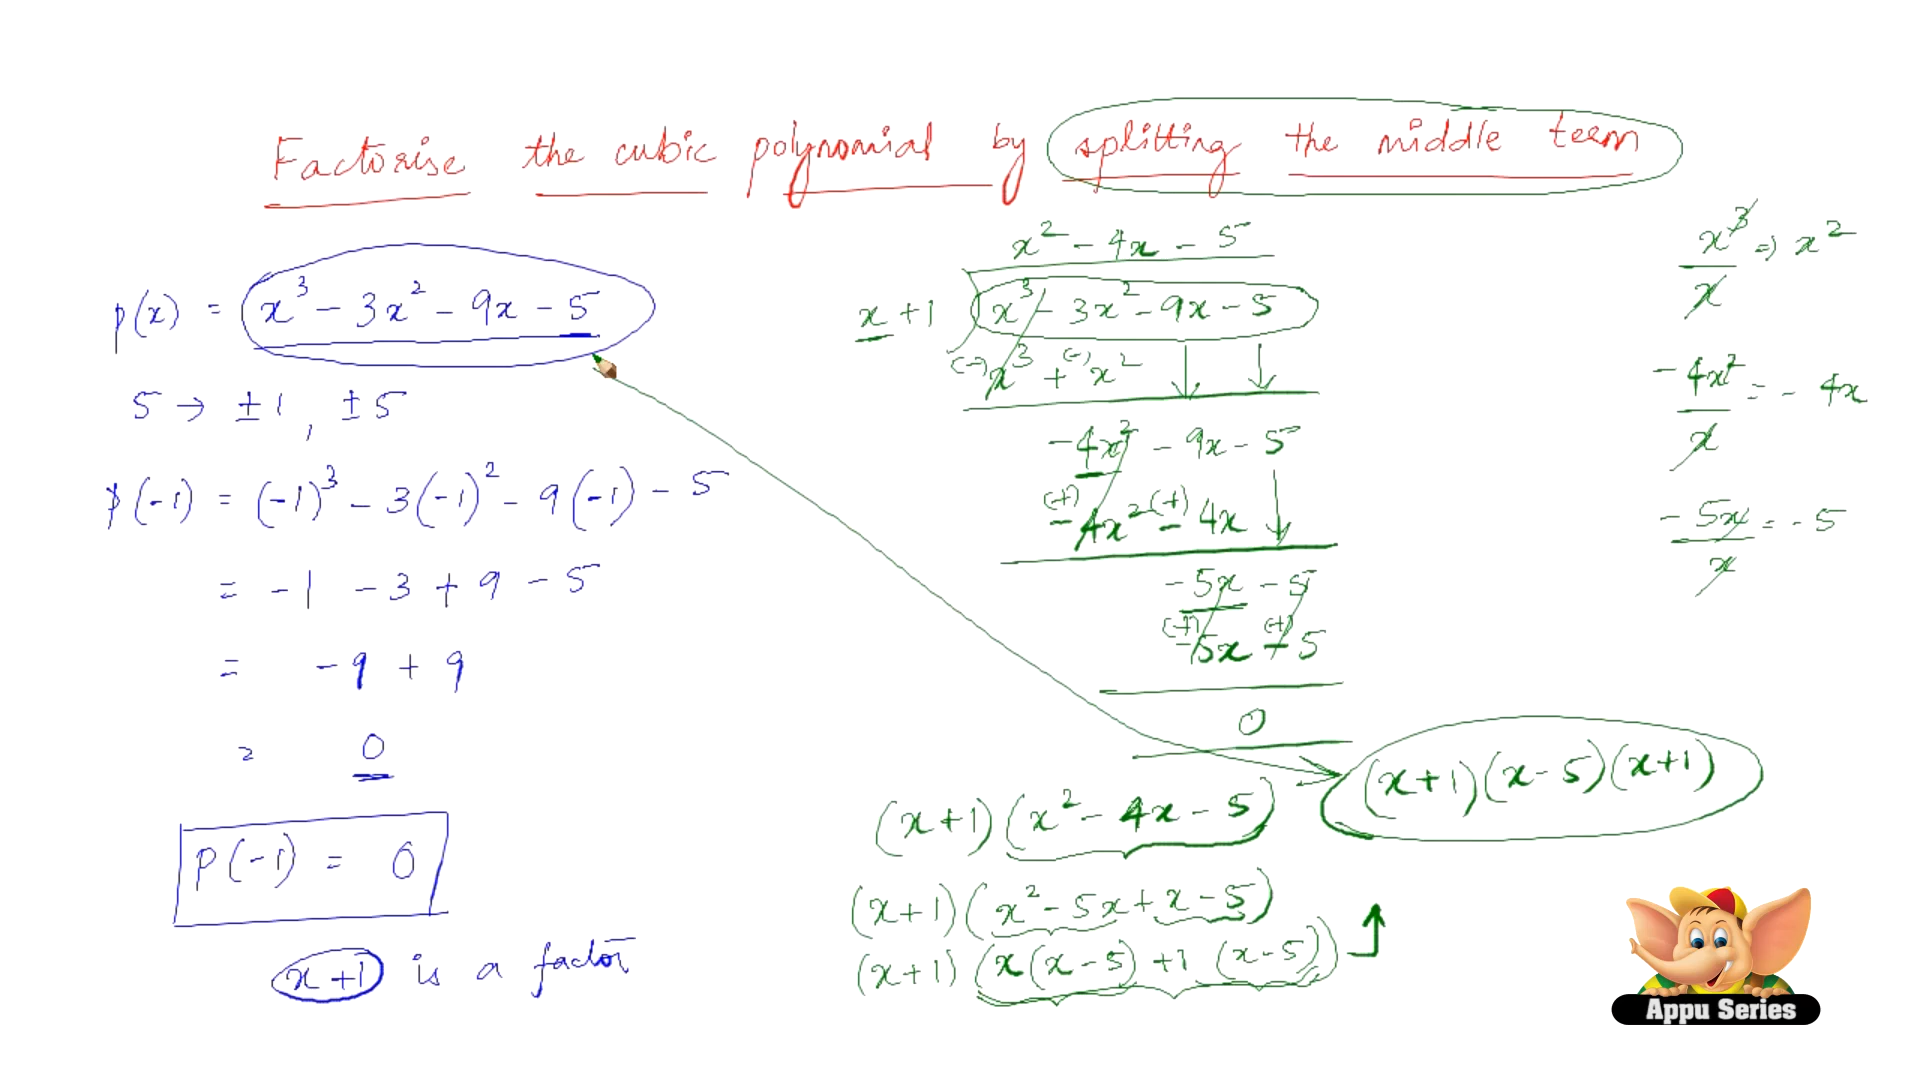 Factorise the cubic polynomial by splitting the middle term
p(x) = x³ - 3x² - 9x - 5
5 → ±1, ±5
p(-1) = (-1)³ - 3(-1)² - 9(-1) - 5
= -1 -3 + 9 - 5
= -9 + 9
= 0
P(-1) = 0
x+1 is a factor
x² - 4x - 5
x+1 x³ - 3x² - 9x - 5
(-)x³ +(-) x²
-4x² - 9x - 5
(+) (+)
-4x² - 4x
-5x - 5
(+) (+)
-5x - 5
0
(x+1)(x² - 4x - 5)
(x+1)(x² - 5x + x - 5)
(x+1)(x(x-5) +1 (x-5))
(x+1)(x-5)(x+1)
x³/x => x²
-4x²/x = -4x
-5x/x = -5
Appu Series